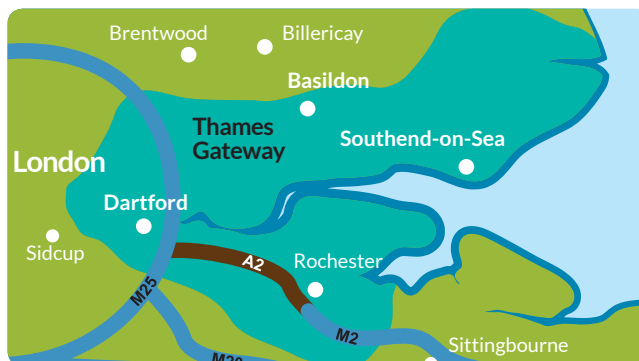 Brentwood
Billericay
Basildon
Thames
Gateway
Southend-on-Sea
London
Dartford
Sidcup
A2
Rochester
M25
M2
Sittingbourne